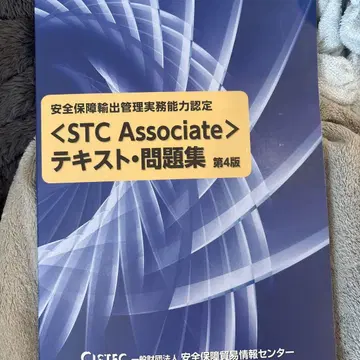 安全保障輸出管理実務能力認定
<STC Associate>
テキスト・問題集 第4版
CISTEC 一般財団法人 安全保障貿易情報センター